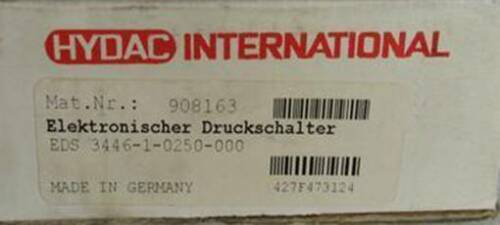 HYDAC INTERNATIONAL
Mat.Nr.: 908163
Elektronischer Druckschalter
EDS 3446-1-0250-000
MADE IN GERMANY 427F473124